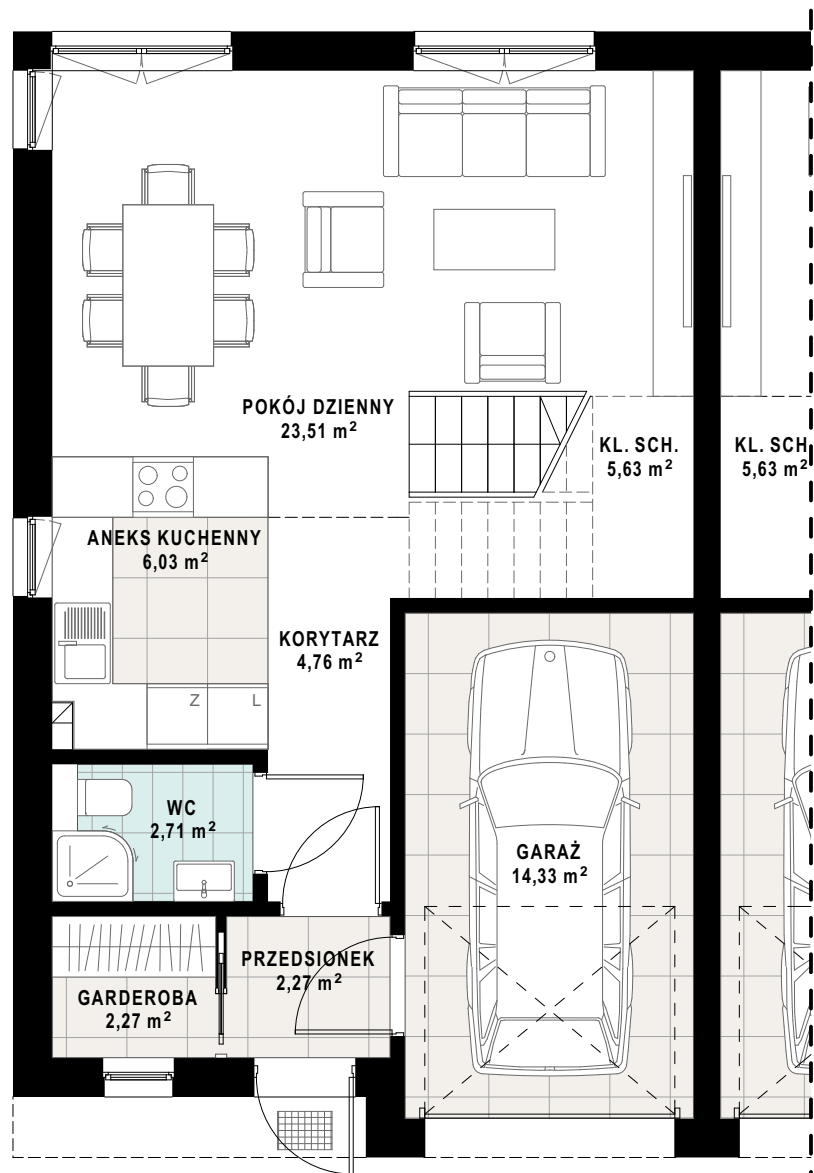 POKÓJ DZIENNY
23,51 m²
KL. SCH.
5,63 m²
KL. SCH
5,63 m²
ANEKS KUCHENNY
6,03 m²
KORYTARZ
4,76 m²
Z
L
WC
2,71 m²
GARAŻ
14,33 m²
PRZEDSIONEK
2,27 m²
GARDEROBA
2,27 m²